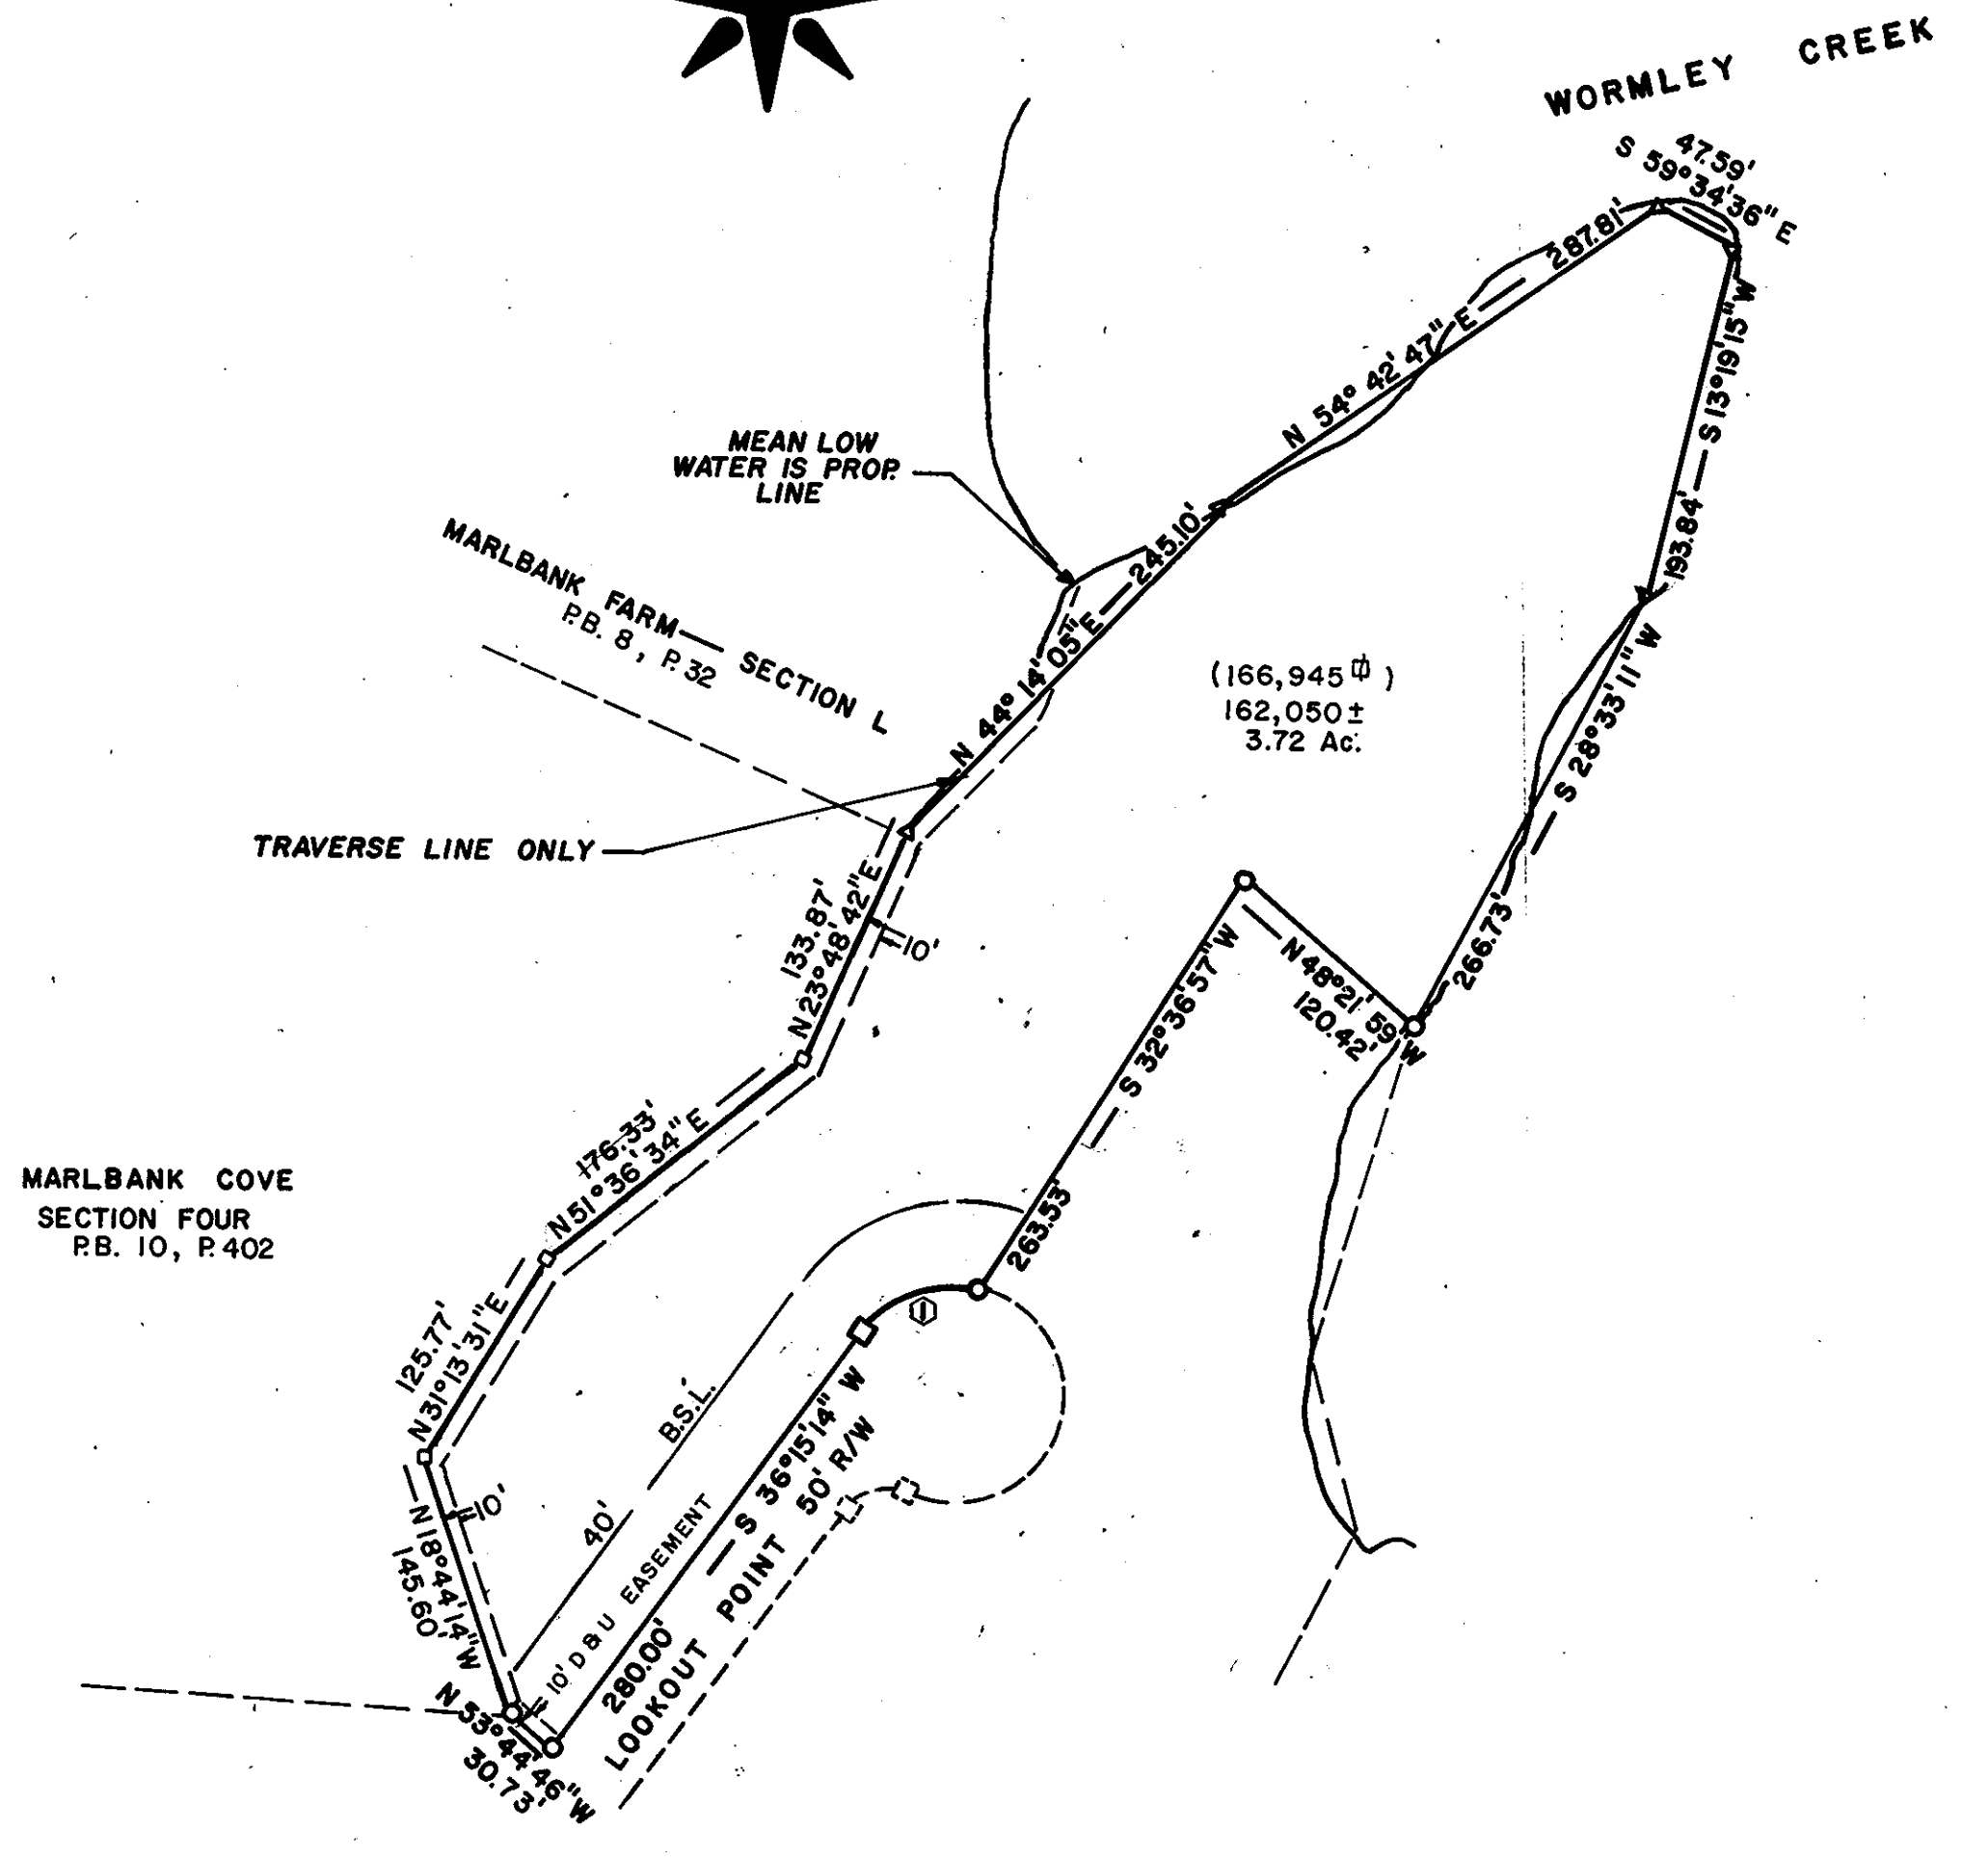 WORMLEY CREEK
47.59'
S 59°34'36" E
287.81'
N 54° 42' 47" E
S 13°19'15" W
193.84'
MEAN LOW
WATER IS PROP.
LINE
245.10'
N 44° 14' 05" E
MARLBANK FARM — SECTION L
P.B. 8, P. 32
(166,945 )
162,050 ±
3.72 Ac.
S 28°33'11" W
266.73'
TRAVERSE LINE ONLY
133.87'
N 23°48'42" E
10'
N 48°21'59" W
120.42'
S 32°36'57" W
263.53'
176.33'
N 51°36'34" E
MARLBANK COVE
SECTION FOUR
P.B. 10, P. 402
125.77'
N 31°13'31" E
1
B.S.L.
40'
S 36°15'14" W
280.00'
LOOKOUT POINT 50' R/W
10' D & U EASEMENT
10'
N 18°44'14" W
145.60'
N 53°44'46" W
30.73'